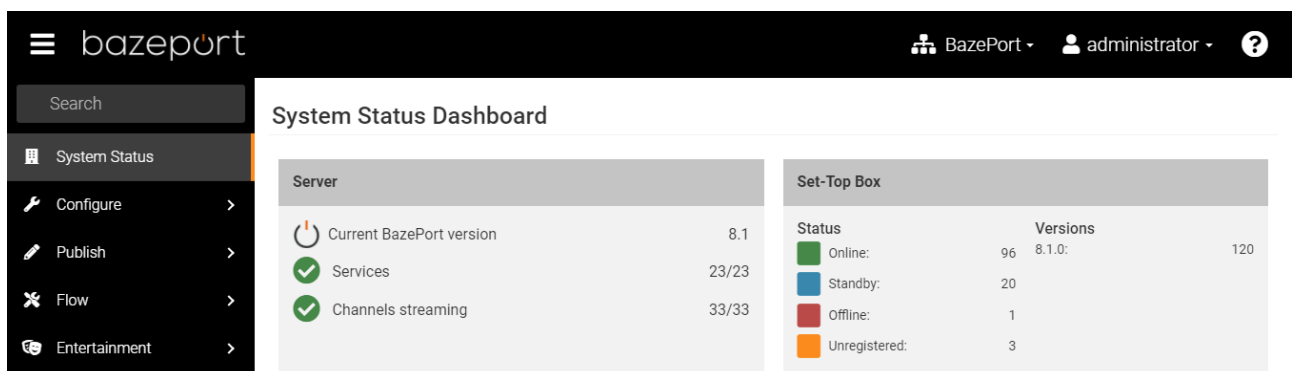 bazeport
BazePort
administrator
?
Search
System Status
Configure
Publish
Flow
Entertainment
System Status Dashboard
Server
Current BazePort version 8.1
Services 23/23
Channels streaming 33/33
Set-Top Box
Status Versions
Online: 96 8.1.0: 120
Standby: 20
Offline: 1
Unregistered: 3